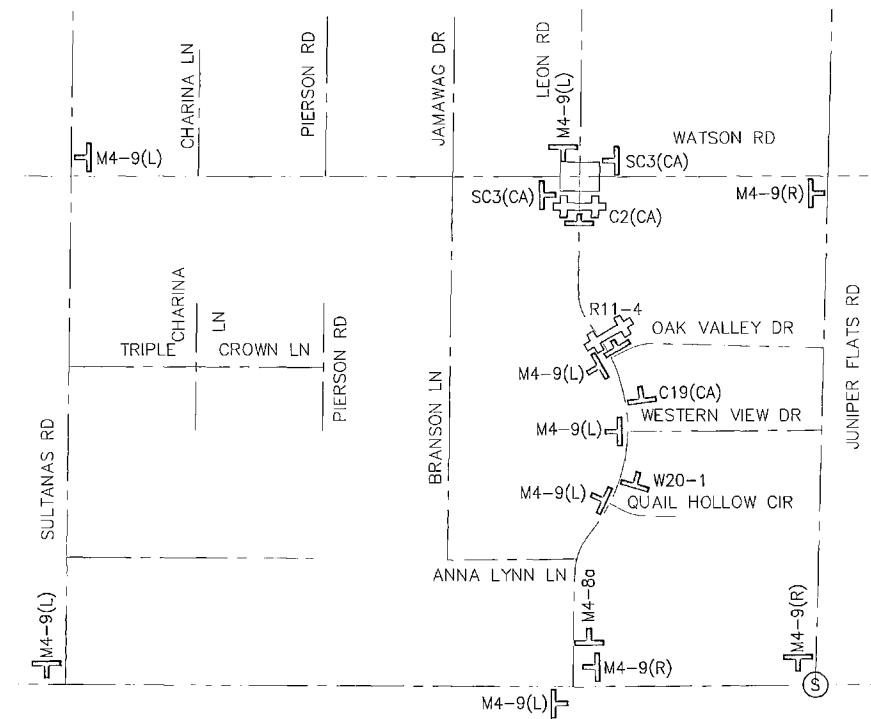 CHARINA LN
PIERSON RD
JAMAWAG DR
LEON RD
M4-9(L)
WATSON RD
M4-9(L)
SC3(CA)
SC3(CA)
M4-9(R)
C2(CA)
CHARINA
LN
R11-4
OAK VALLEY DR
TRIPLE CROWN LN
PIERSON RD
JUNIPER FLATS RD
M4-9(L)
C19(CA)
BRANSON LN
WESTERN VIEW DR
M4-9(L)
SULTANAS RD
W20-1
M4-9(L)
QUAIL HOLLOW CIR
ANNA LYNN LN
M4-8a
M4-9(L)
M4-9(R)
M4-9(R)
S
M4-9(L)